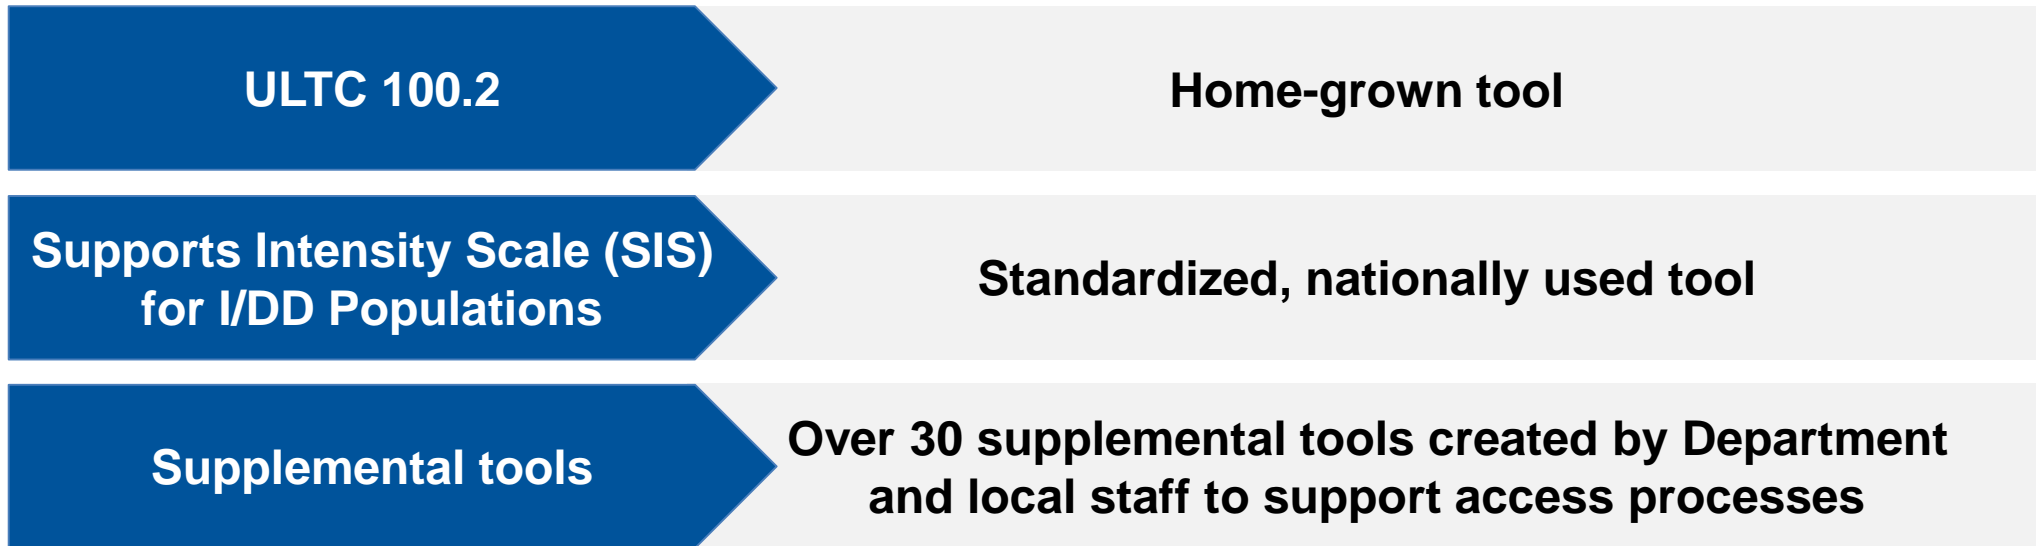 ULTC 100.2
Home-grown tool
Supports Intensity Scale (SIS)
for I/DD Populations
Standardized, nationally used tool
Supplemental tools
Over 30 supplemental tools created by Department
and local staff to support access processes